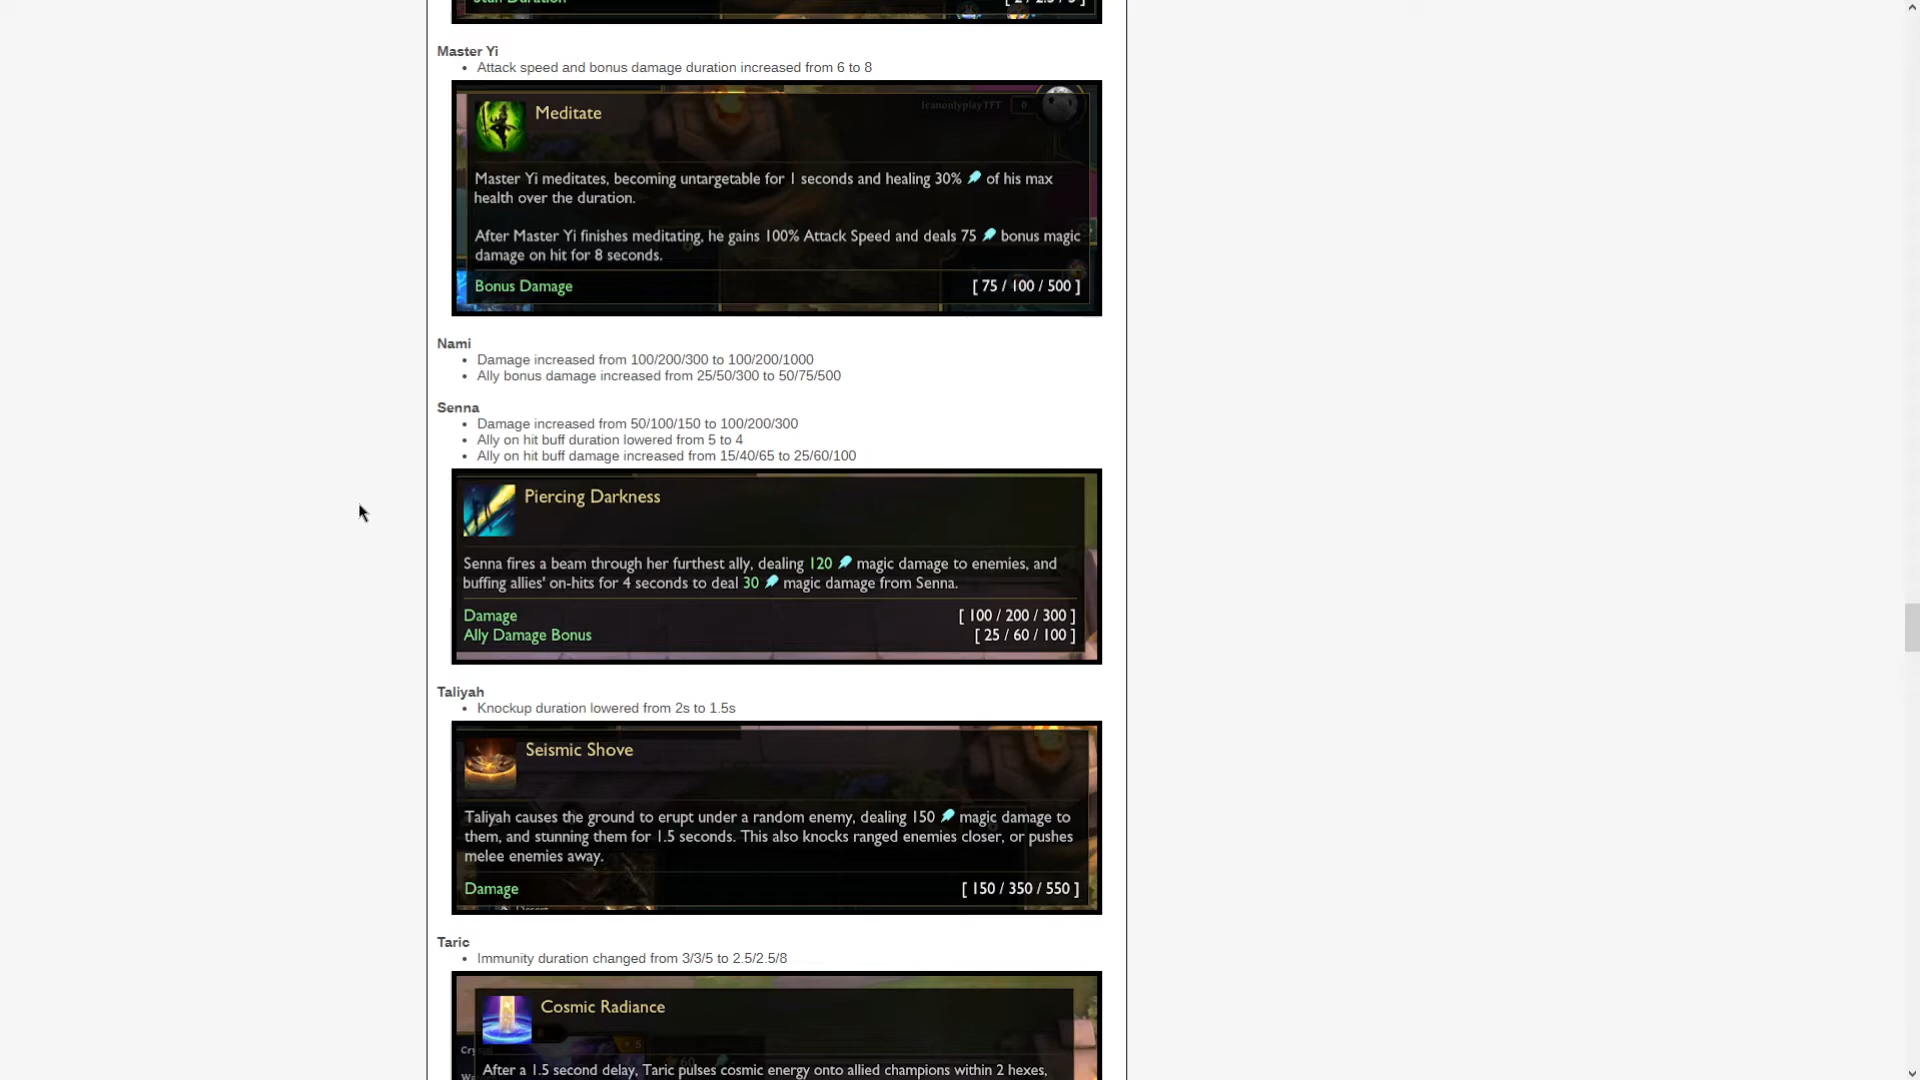 Master Yi
• Attack speed and bonus damage duration increased from 6 to 8
IcanonlyplayTFT 0
Meditate
Master Yi meditates, becoming untargetable for 1 seconds and healing 30% of his max
health over the duration.
After Master Yi finishes meditating, he gains 100% Attack Speed and deals 75 bonus magic
damage on hit for 8 seconds.
Bonus Damage [ 75 / 100 / 500 ]
Nami
• Damage increased from 100/200/300 to 100/200/1000
• Ally bonus damage increased from 25/50/300 to 50/75/500
Senna
• Damage increased from 50/100/150 to 100/200/300
• Ally on hit buff duration lowered from 5 to 4
• Ally on hit buff damage increased from 15/40/65 to 25/60/100
Piercing Darkness
Senna fires a beam through her furthest ally, dealing 120 magic damage to enemies, and
buffing allies' on-hits for 4 seconds to deal 30 magic damage from Senna.
Damage [ 100 / 200 / 300 ]
Ally Damage Bonus [ 25 / 60 / 100 ]
Taliyah
• Knockup duration lowered from 2s to 1.5s
Seismic Shove
Taliyah causes the ground to erupt under a random enemy, dealing 150 magic damage to
them, and stunning them for 1.5 seconds. This also knocks ranged enemies closer, or pushes
melee enemies away.
Damage [ 150 / 350 / 550 ]
Taric
• Immunity duration changed from 3/3/5 to 2.5/2.5/8
Cosmic Radiance
After a 1.5 second delay, Taric pulses cosmic energy onto allied champions within 2 hexes,